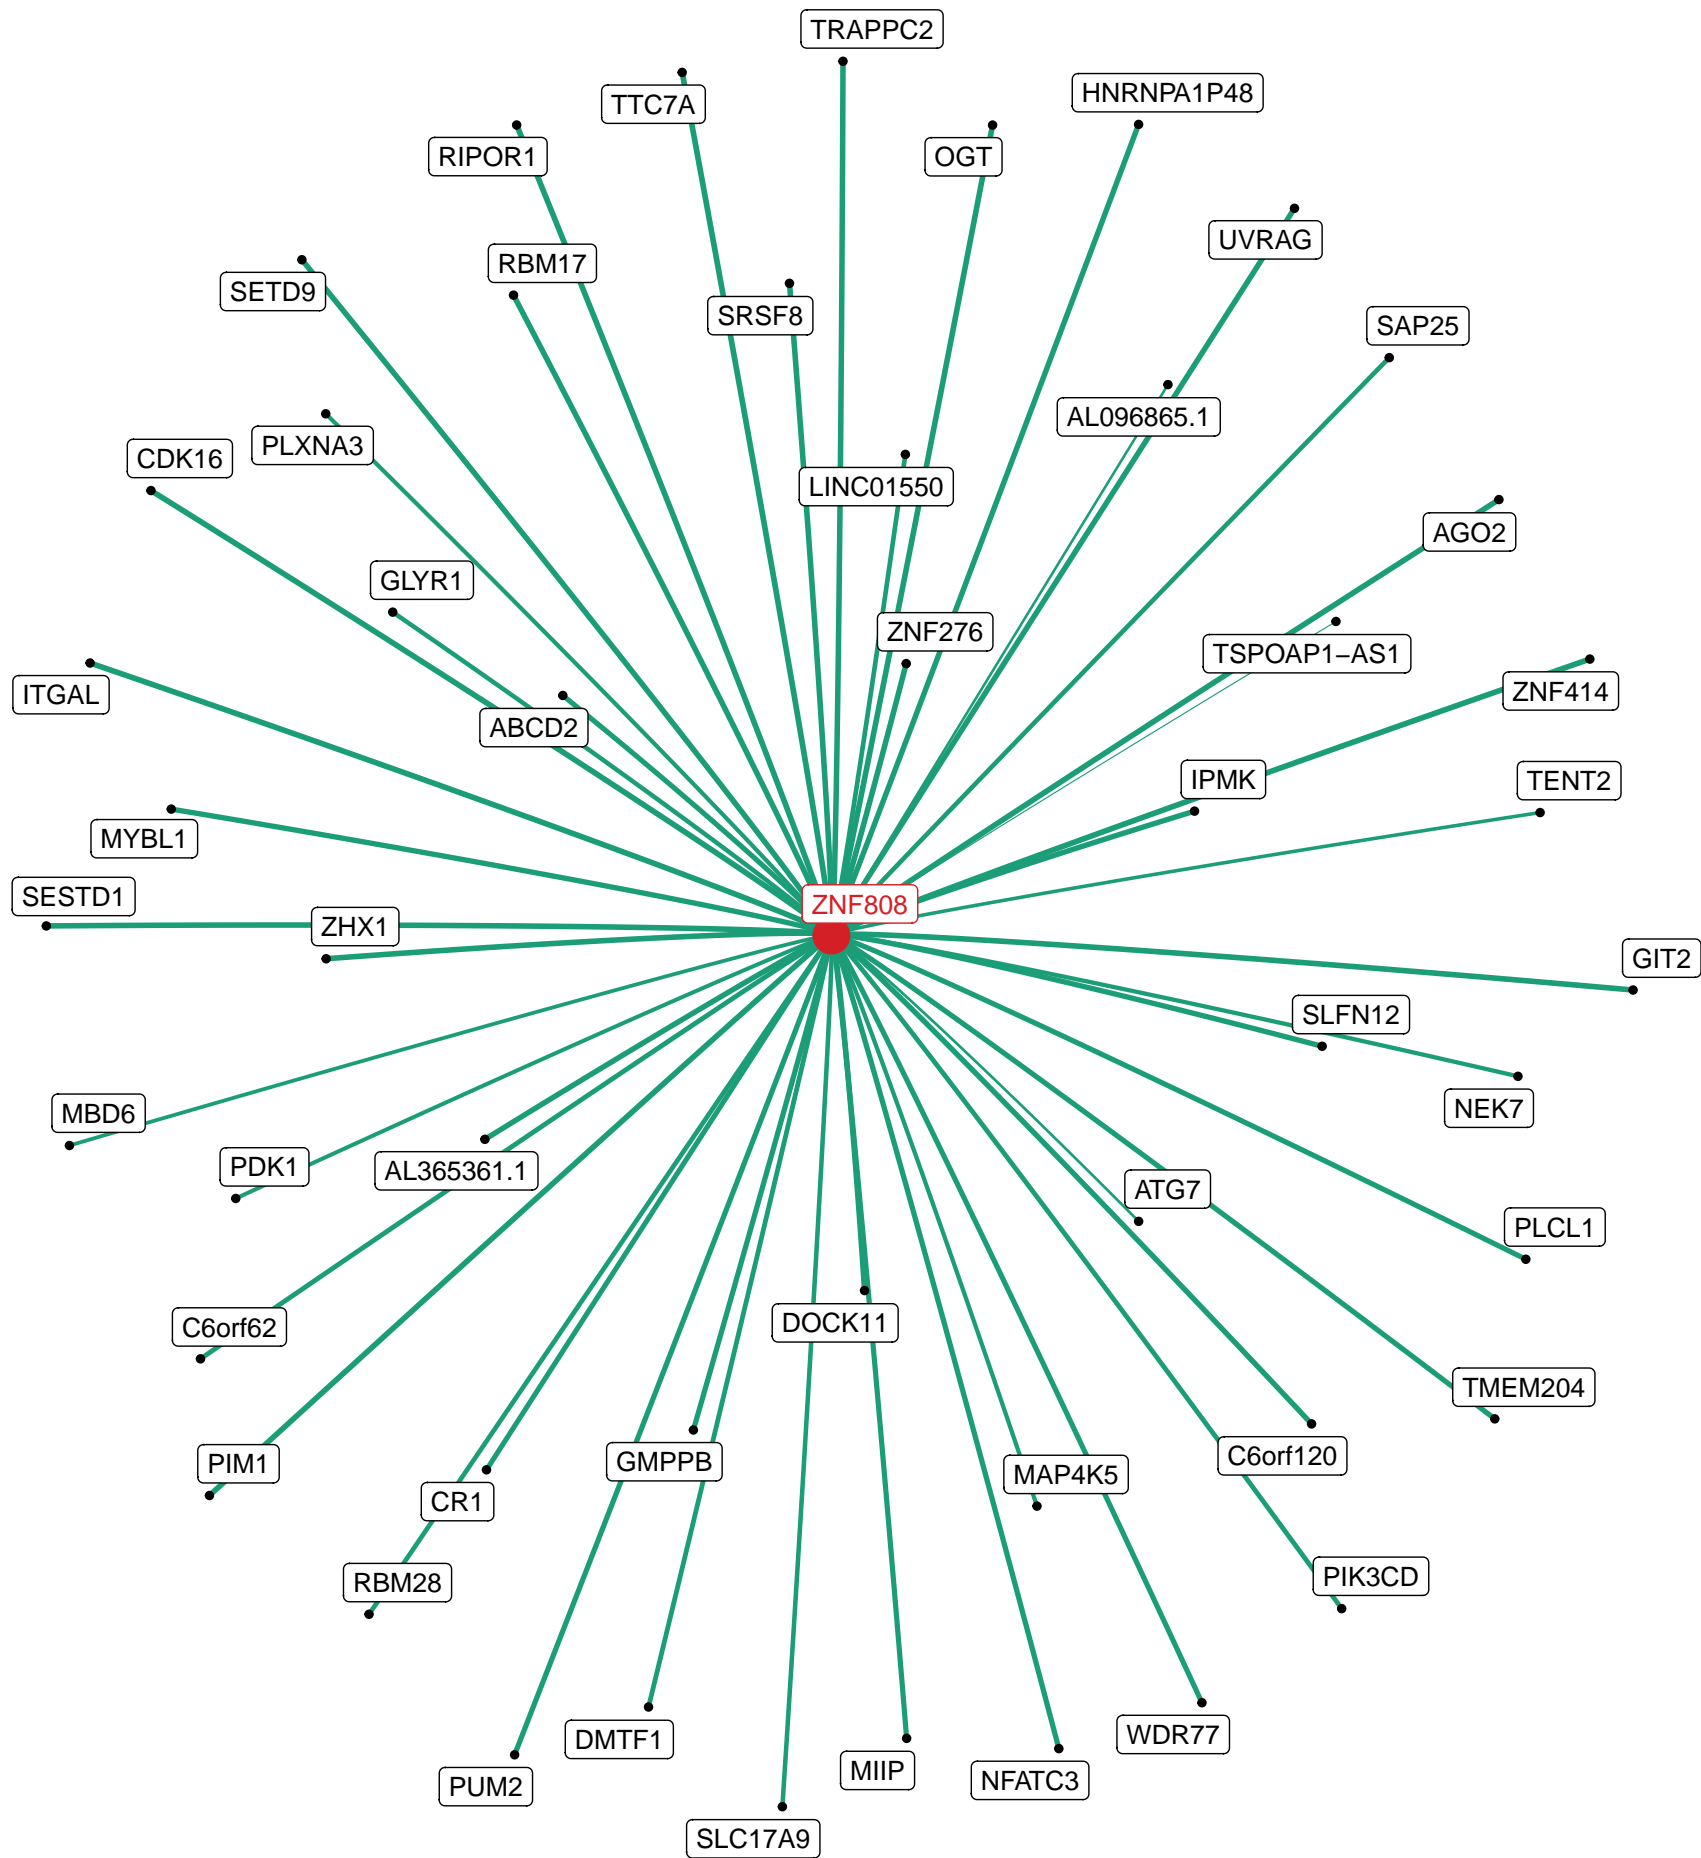 TRAPPC2
HNRNPA1P48
TTC7A
RIPOR1
OGT
UVRAG
RBM17
SETD9
SRSF8
SAP25
AL096865.1
PLXNA3
CDK16
LINC01550
AGO2
GLYR1
ZNF276
TSPOAP1−AS1
ITGAL
ZNF414
ABCD2
IPMK
TENT2
MYBL1
SESTD1
ZNF808
ZHX1
GIT2
SLFN12
NEK7
MBD6
PDK1
AL365361.1
ATG7
PLCL1
C6orf62
DOCK11
TMEM204
PIM1
GMPPB
C6orf120
MAP4K5
CR1
RBM28
PIK3CD
DMTF1
WDR77
MIIP
NFATC3
PUM2
SLC17A9